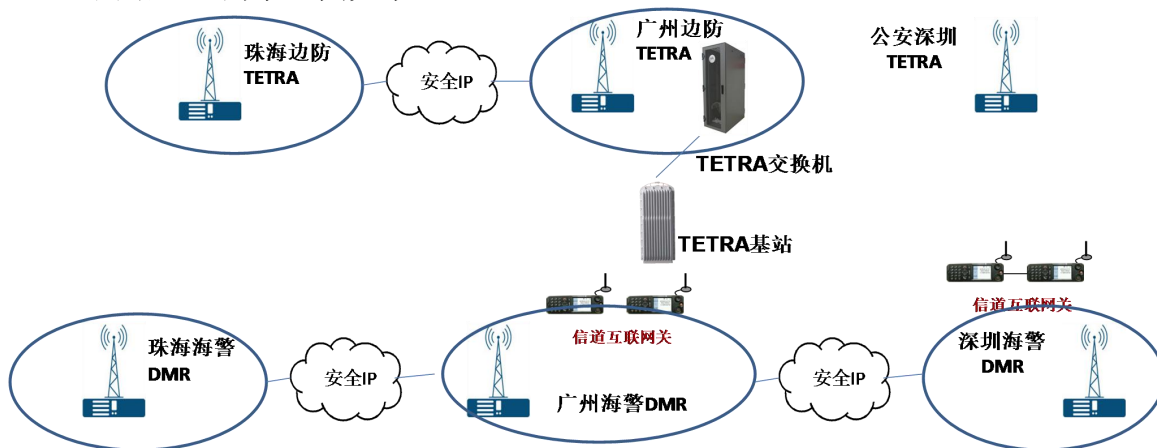 珠海边防
TETRA
安全IP
广州边防
TETRA
公安深圳
TETRA
TETRA交换机
TETRA基站
信道互联网关
信道互联网关
珠海海警
DMR
安全IP
广州海警DMR
安全IP
深圳海警
DMR